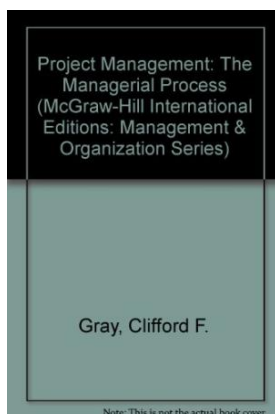 Project Management: The
Managerial Process
(McGraw-Hill International
Editions: Management &
Organization Series)
Gray, Clifford F.
Note: This is not the actual book cover